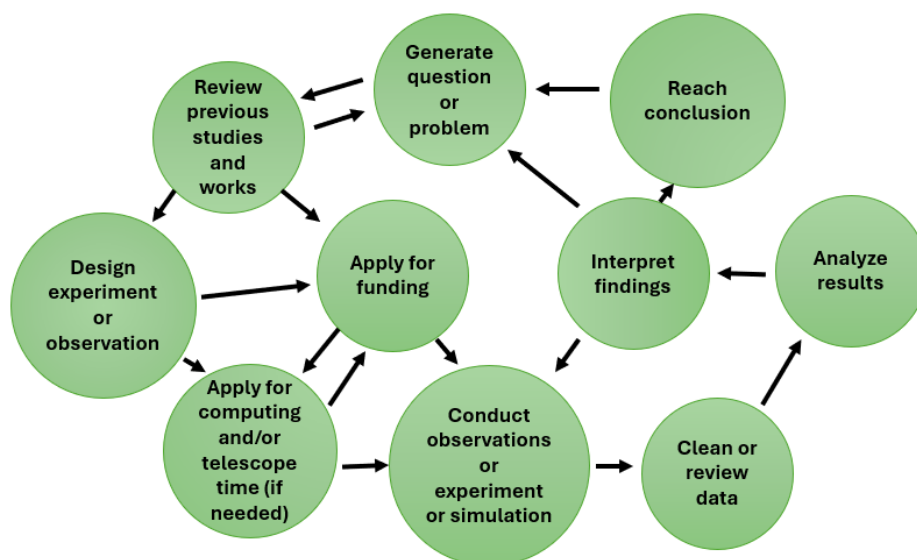 Generate
question
or
problem
Reach
conclusion
Review
previous
studies
and
works
Design
experiment
or
observation
Apply for
funding
Interpret
findings
Analyze
results
Apply for
computing
and/or
telescope
time (if
needed)
Conduct
observations
or
experiment
or simulation
Clean or
review
data